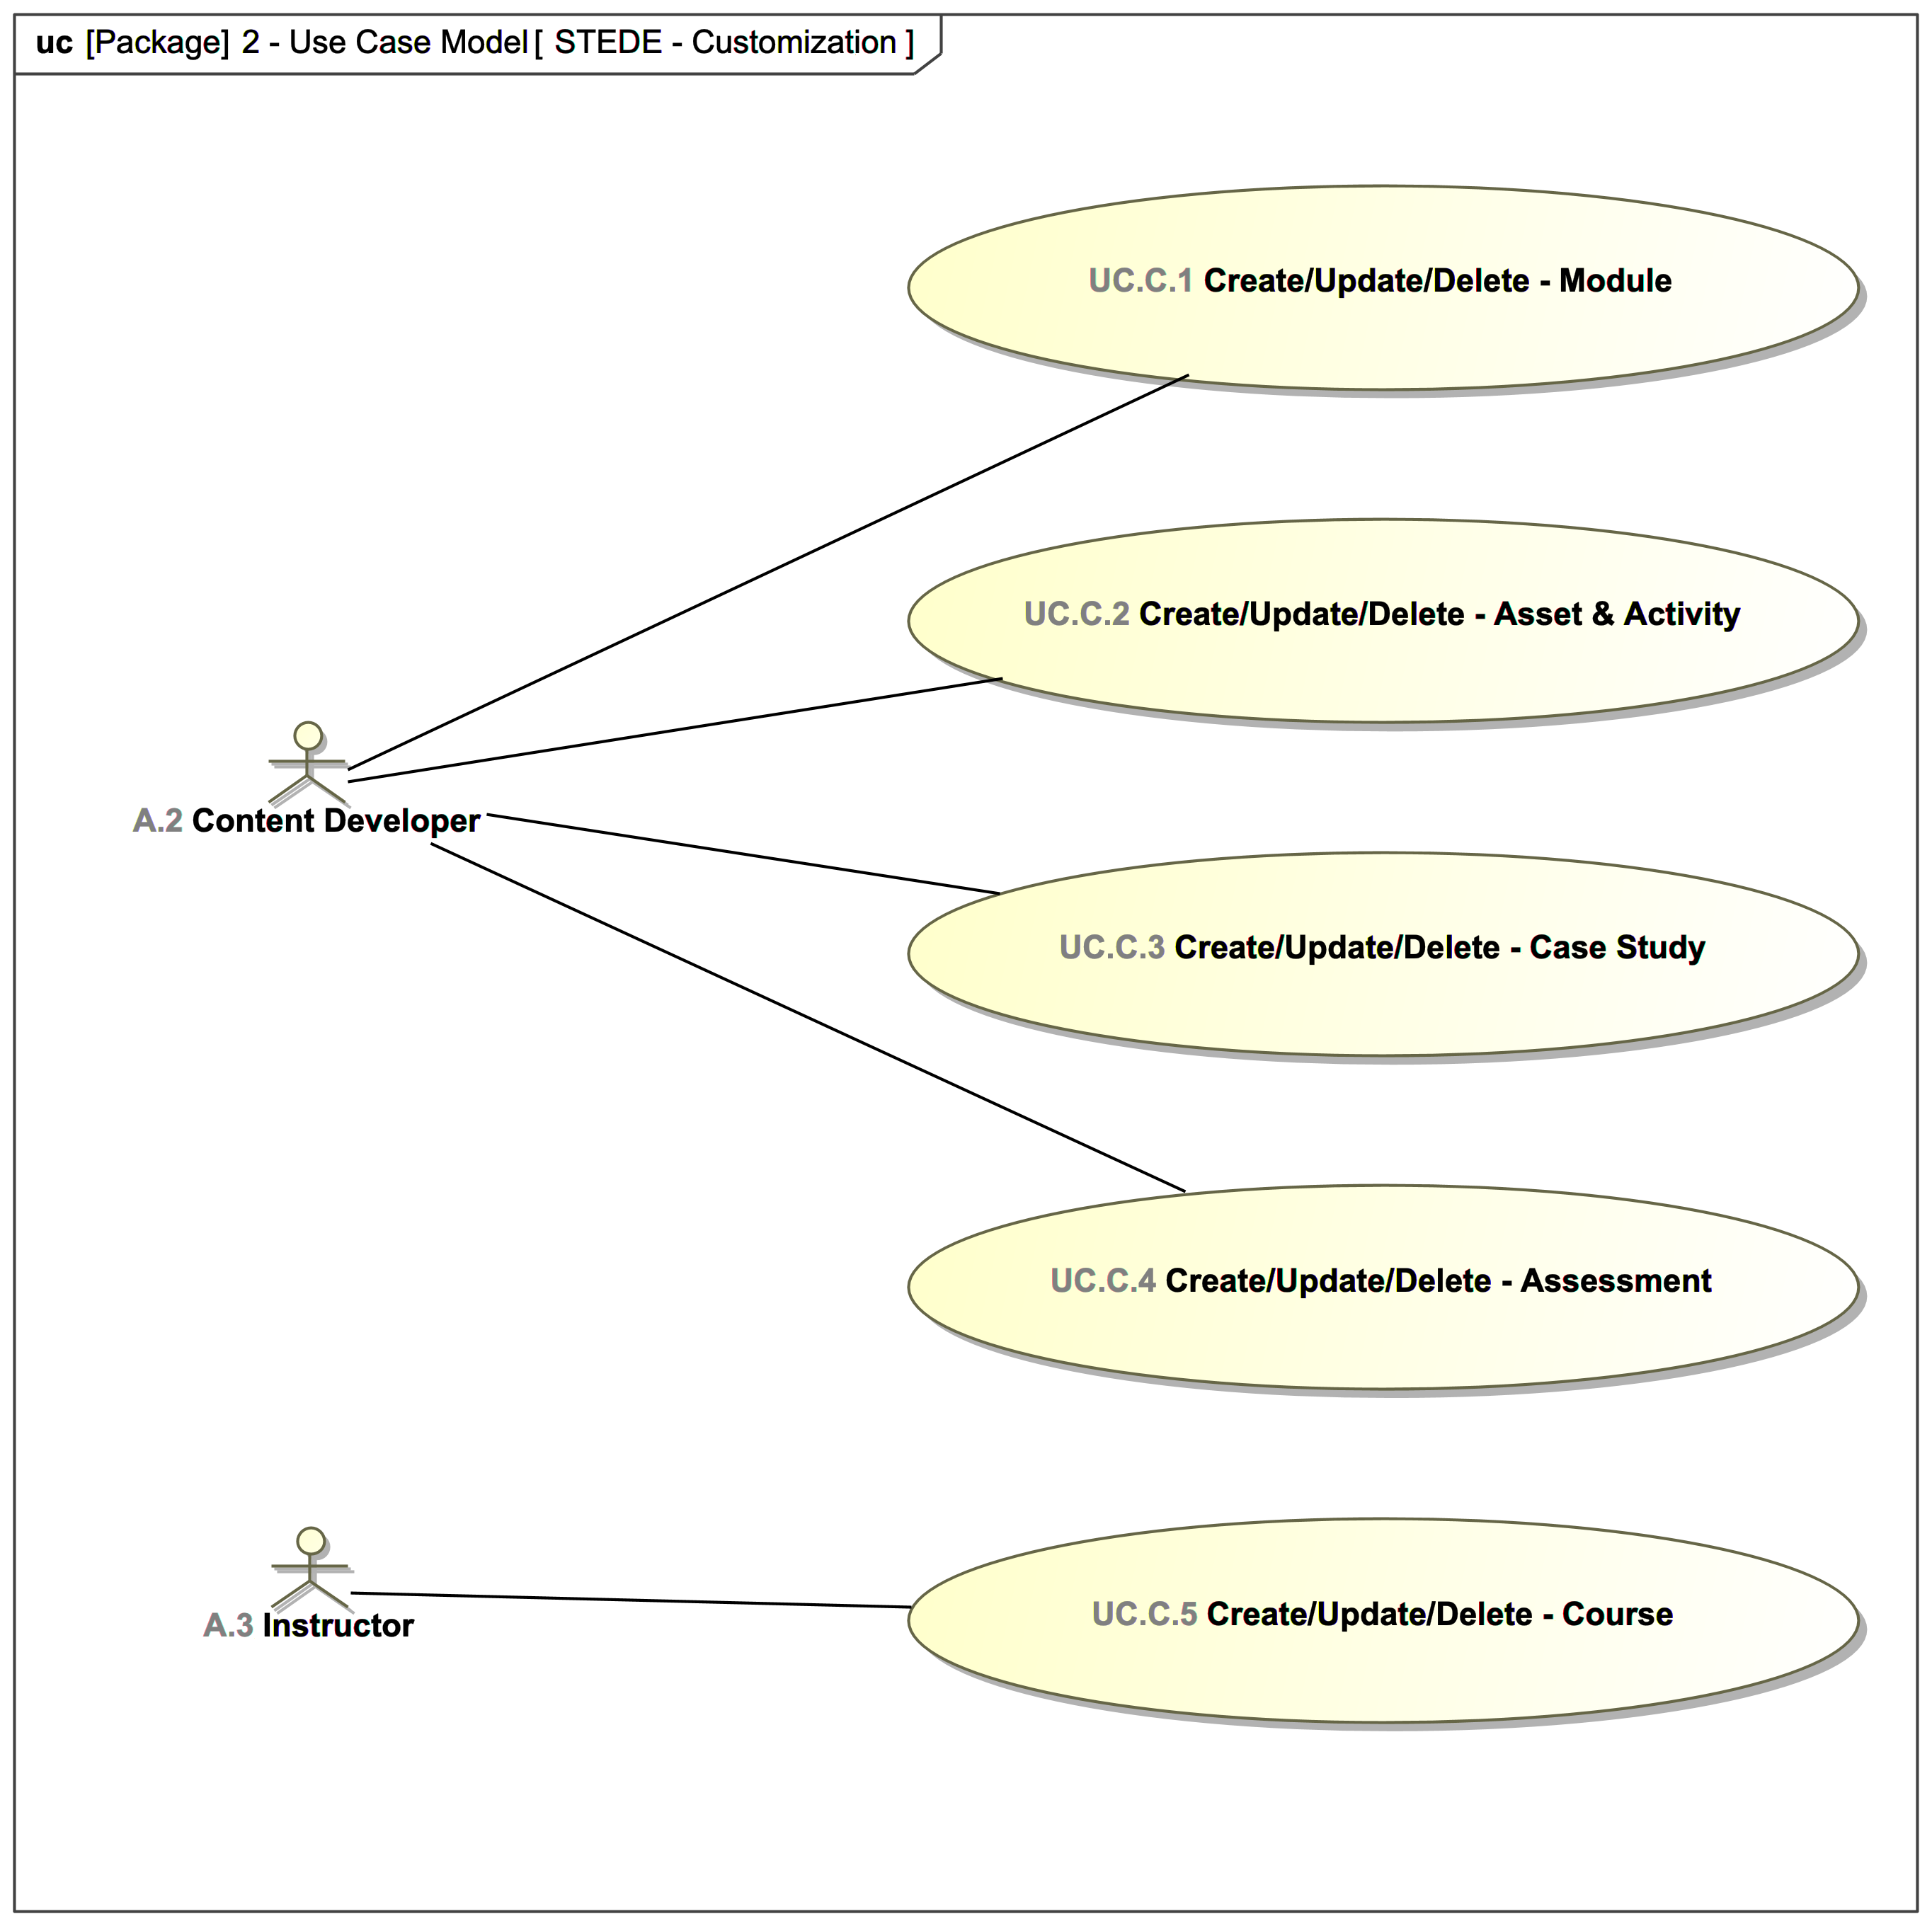 uc [Package] 2 - Use Case Model [ STEDE - Customization ]
UC.C.1 Create/Update/Delete - Module
UC.C.2 Create/Update/Delete - Asset & Activity
A.2 Content Developer
UC.C.3 Create/Update/Delete - Case Study
UC.C.4 Create/Update/Delete - Assessment
A.3 Instructor
UC.C.5 Create/Update/Delete - Course